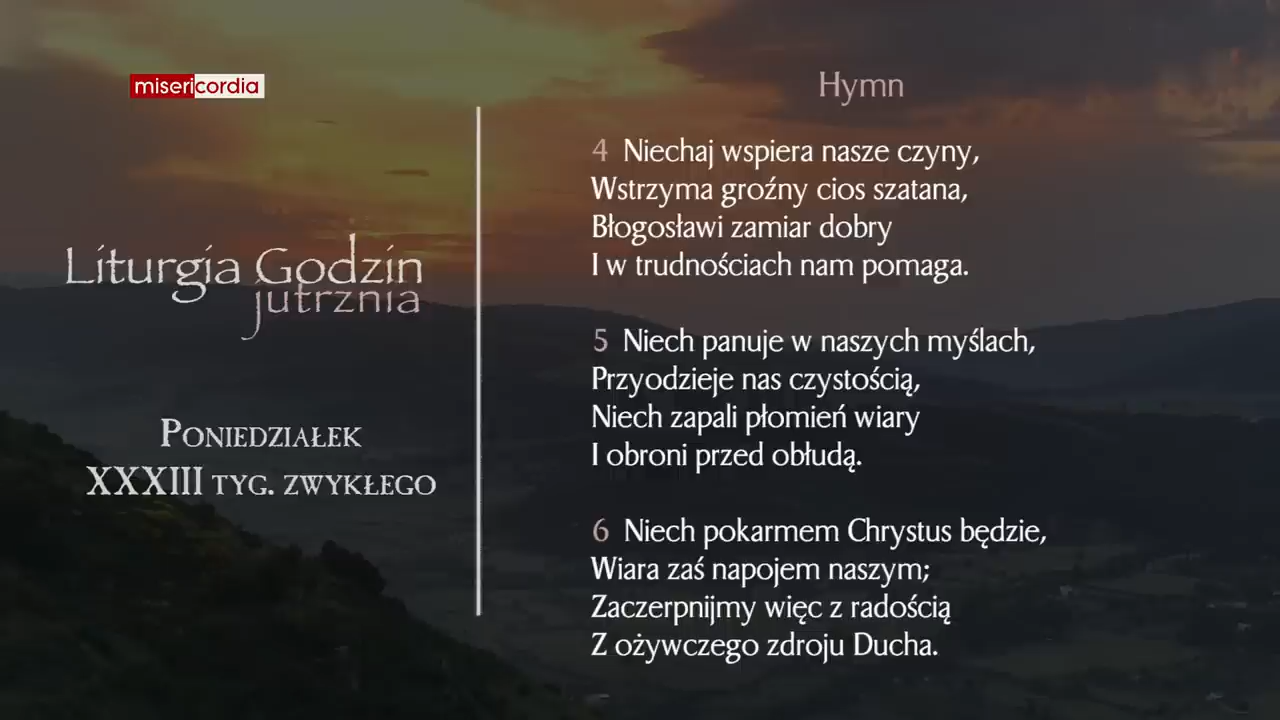 misericordia
Liturgia Godzin
jutrznia
Poniedziałek
XXXIII tyg. zwykłego
Hymn
4 Niechaj wspiera nasze czyny,
Wstrzyma groźny cios szatana,
Błogosławi zamiar dobry
I w trudnościach nam pomaga.
5 Niech panuje w naszych myślach,
Przyodzieje nas czystością,
Niech zapali płomień wiary
I obroni przed obłudą.
6 Niech pokarmem Chrystus będzie,
Wiara zaś napojem naszym;
Zaczerpnijmy więc z radością
Z ożywczego zdroju Ducha.